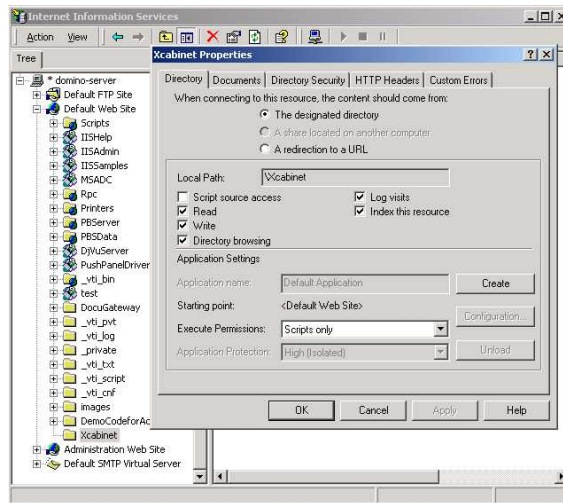 Internet Information Services
Action View
Tree
* domino-server
Default FTP Site
Default Web Site
Scripts
IISHelp
IISAdmin
IISSamples
MSADC
Rpc
Printers
PBServer
PBSData
DjVuServer
PushPanelDriver
_vti_bin
test
DocuGateway
_vti_pvt
_vti_log
_private
_vti_txt
_vti_script
_vti_cnf
images
DemoCodeforAc
Xcabinet
Administration Web Site
Default SMTP Virtual Server
Xcabinet Properties
Directory Documents Directory Security HTTP Headers Custom Errors
When connecting to this resource, the content should come from:
The designated directory
A share located on another computer
A redirection to a URL
Local Path: \Xcabinet
Script source access Log visits
Read Index this resource
Write
Directory browsing
Application Settings
Application name: Default Application Create
Starting point: <Default Web Site>
Configuration...
Execute Permissions: Scripts only
Application Protection: High (Isolated) Unload
OK Cancel Apply Help